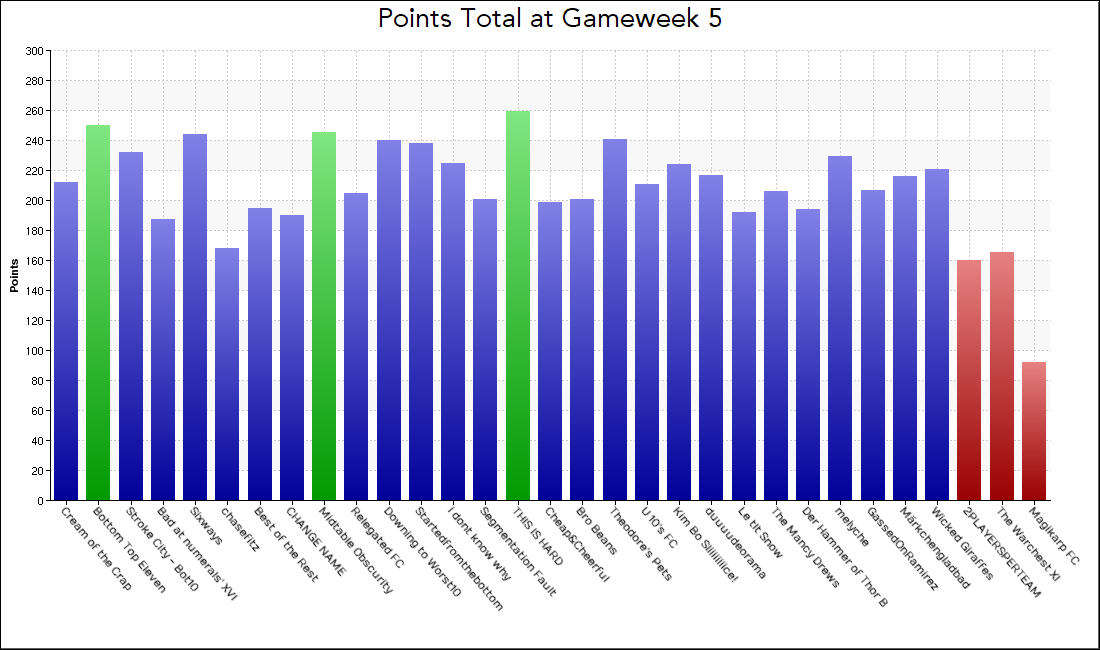 Points Total at Gameweek 5
300
280
260
240
220
200
180
160
140
120
100
80
60
40
20
0
Points
Cream of the Crap
Bottom Top Eleven
Stroke City - Bot10
Bad at numerals' XVI
Sixways
chasefitz
Best of the Rest
CHANGE NAME
Midtable Obscurity
Relegated FC
Downing to Worst10
Startedfromthebottom
I dont know why
Segmentation Fault
THIS IS HARD
Cheap&Cheerful
Bro Beans
Theodore's Pets
U 10's FC
duuuudeorama
Le tit Snow
The Mancy Drews
Der Hammer of Thor B
melyche
GassedOnRamirez
Märkchengladbad
Wicked Giraffes
2PLAYERSPERTEAM
The Warchest XI
Magikarp FC